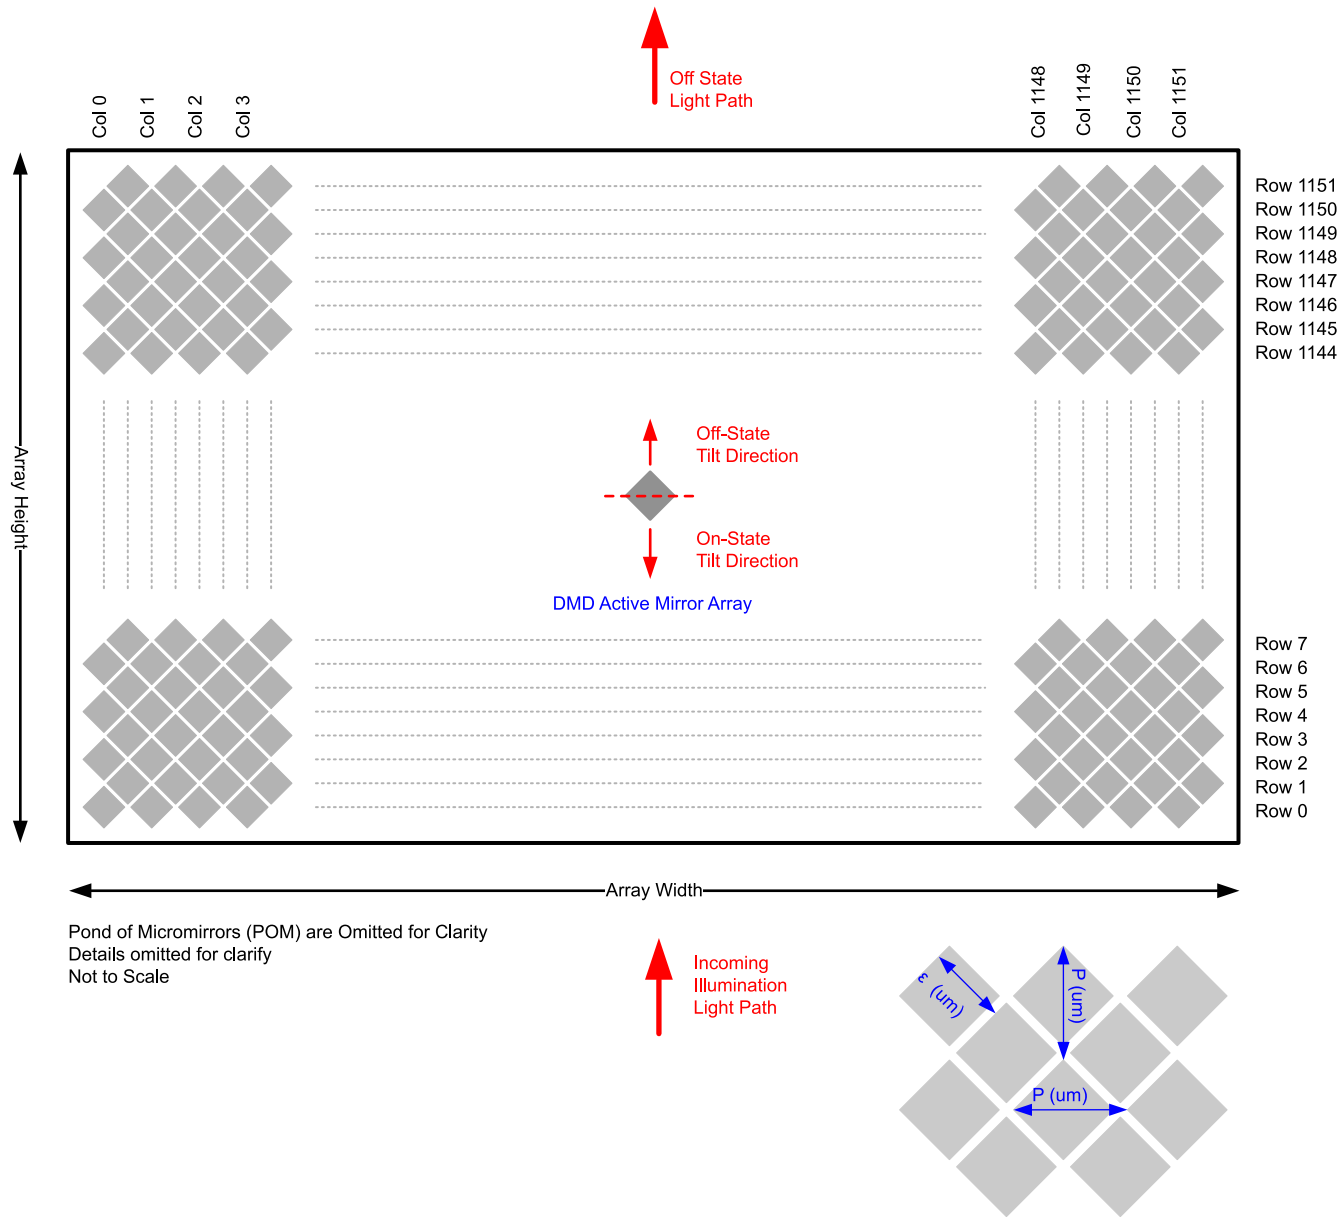 Off State
Light Path
Col 0
Col 1
Col 2
Col 3
Col 1148
Col 1149
Col 1150
Col 1151
Row 1151
Row 1150
Row 1149
Row 1148
Row 1147
Row 1146
Row 1145
Row 1144
Array Height
Off-State
Tilt Direction
On-State
Tilt Direction
DMD Active Mirror Array
Row 7
Row 6
Row 5
Row 4
Row 3
Row 2
Row 1
Row 0
Array Width
Pond of Micromirrors (POM) are Omitted for Clarity
Details omitted for clarify
Not to Scale
Incoming
Illumination
Light Path
ε (um)
P (um)
P (um)